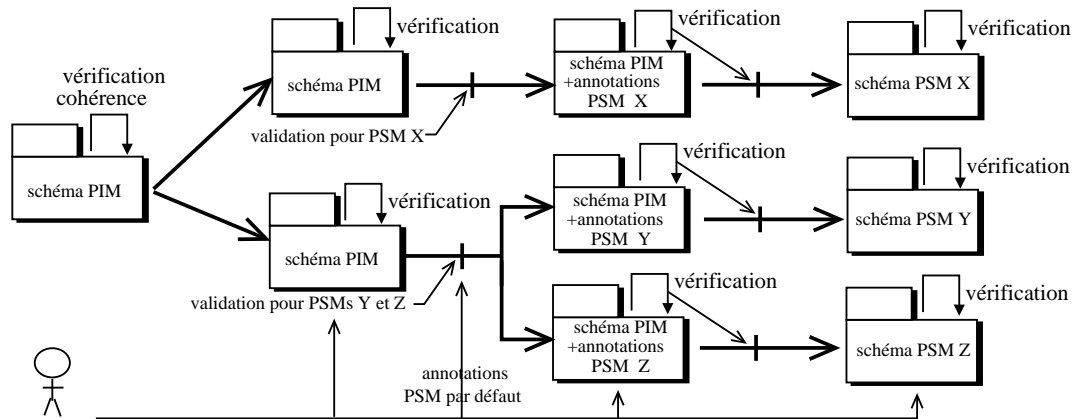 vérification
vérification
vérification
vérification
cohérence
schéma PIM
schéma PIM
schéma PIM
+annotations
PSM X
schéma PSM X
validation pour PSM X
schéma PIM
vérification
vérification
vérification
schéma PIM
+annotations
PSM Y
schéma PSM Y
vérification
validation pour PSMs Y et Z
vérification
vérification
schéma PIM
+annotations
PSM Z
schéma PSM Z
annotations
PSM par défaut